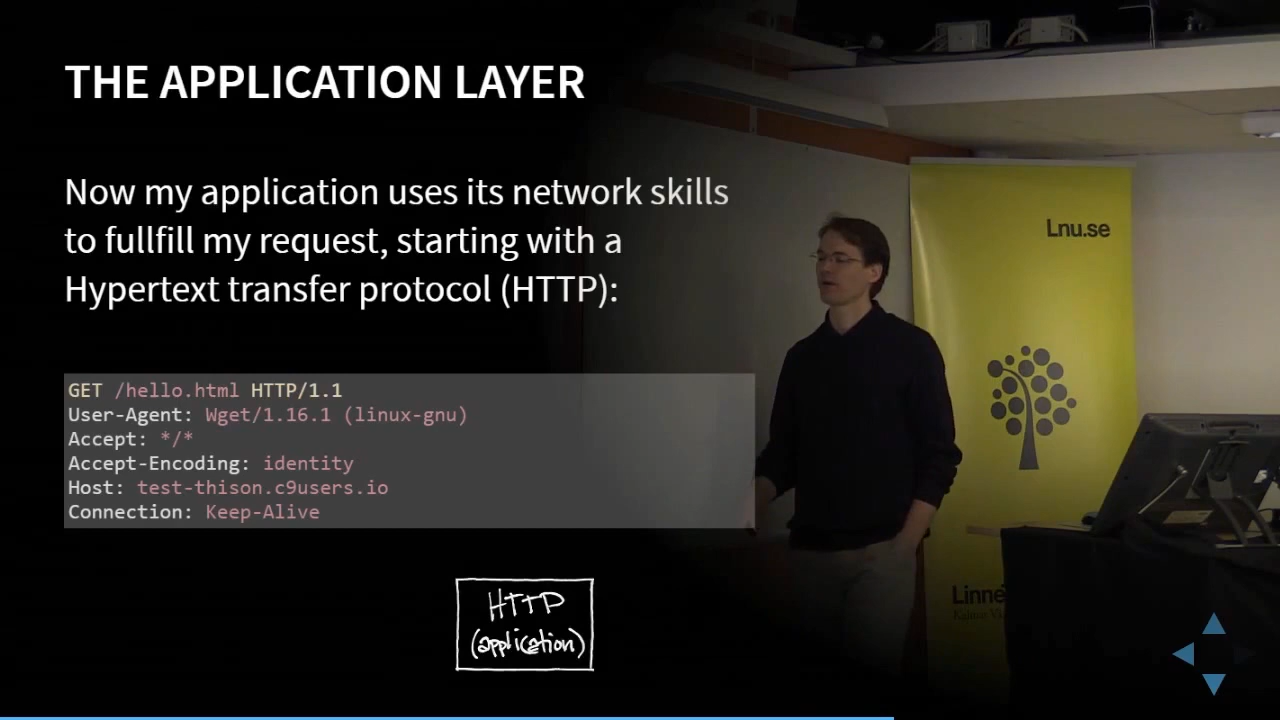 THE APPLICATION LAYER
Now my application uses its network skills
to fullfill my request, starting with a
Hypertext transfer protocol (HTTP):
GET /hello.html HTTP/1.1
User-Agent: Wget/1.16.1 (linux-gnu)
Accept: */*
Accept-Encoding: identity
Host: test-thison.c9users.io
Connection: Keep-Alive
HTTP
(application)
Lnu.se
Linné